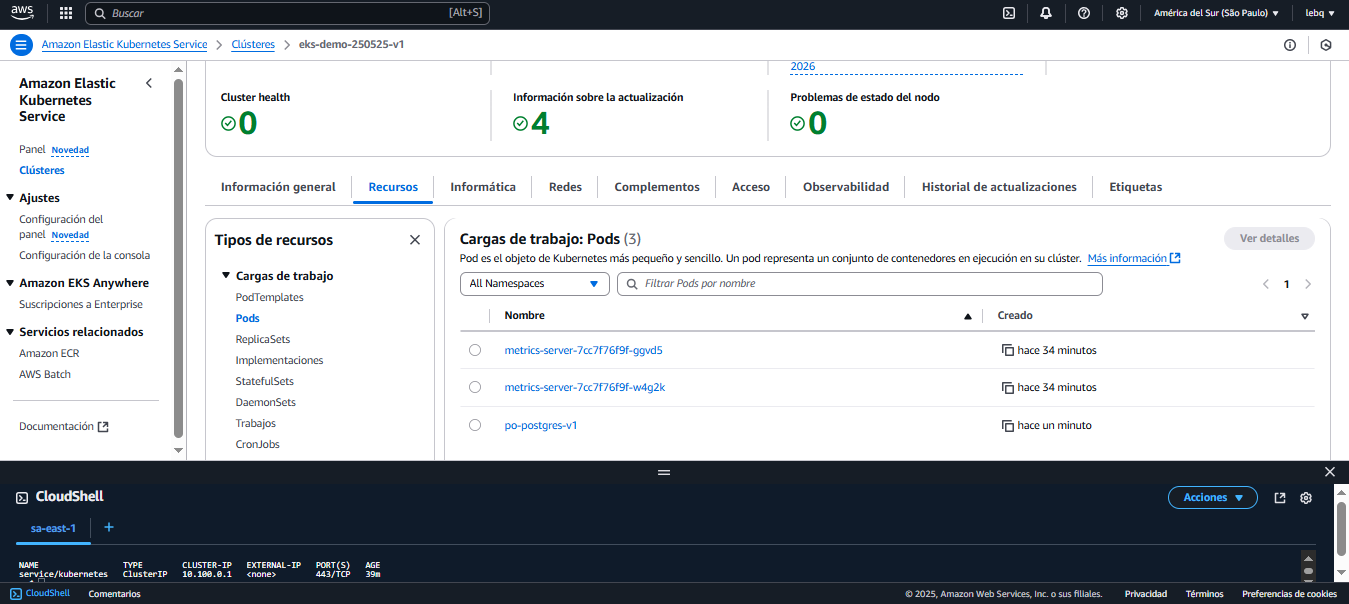 aws
Buscar [Alt+S] América del Sur (São Paulo) lebq
Amazon Elastic Kubernetes Service > Clústeres > eks-demo-250525-v1
Amazon Elastic
Kubernetes
Service
Panel Novedad
Clústeres
Ajustes
Configuración del
panel Novedad
Configuración de la consola
Amazon EKS Anywhere
Suscripciones a Enterprise
Servicios relacionados
Amazon ECR
AWS Batch
Documentación
2026
Cluster health
0
Información sobre la actualización
4
Problemas de estado del nodo
0
Información general Recursos Informática Redes Complementos Acceso Observabilidad Historial de actualizaciones Etiquetas
Tipos de recursos
Cargas de trabajo
PodTemplates
Pods
ReplicaSets
Implementaciones
StatefulSets
DaemonSets
Trabajos
CronJobs
Cargas de trabajo: Pods (3)
Ver detalles
Pod es el objeto de Kubernetes más pequeño y sencillo. Un pod representa un conjunto de contenedores en ejecución en su clúster. Más información
All Namespaces Filtrar Pods por nombre 1
Nombre Creado
metrics-server-7cc7f76f9f-ggvd5 hace 34 minutos
metrics-server-7cc7f76f9f-w4g2k hace 34 minutos
po-postgres-v1 hace un minuto
CloudShell
Acciones
sa-east-1 +
NAME TYPE CLUSTER-IP EXTERNAL-IP PORT(S) AGE
service/kubernetes ClusterIP 10.100.0.1 <none> 443/TCP 39m
CloudShell Comentarios © 2025, Amazon Web Services, Inc. o sus filiales. Privacidad Términos Preferencias de cookies